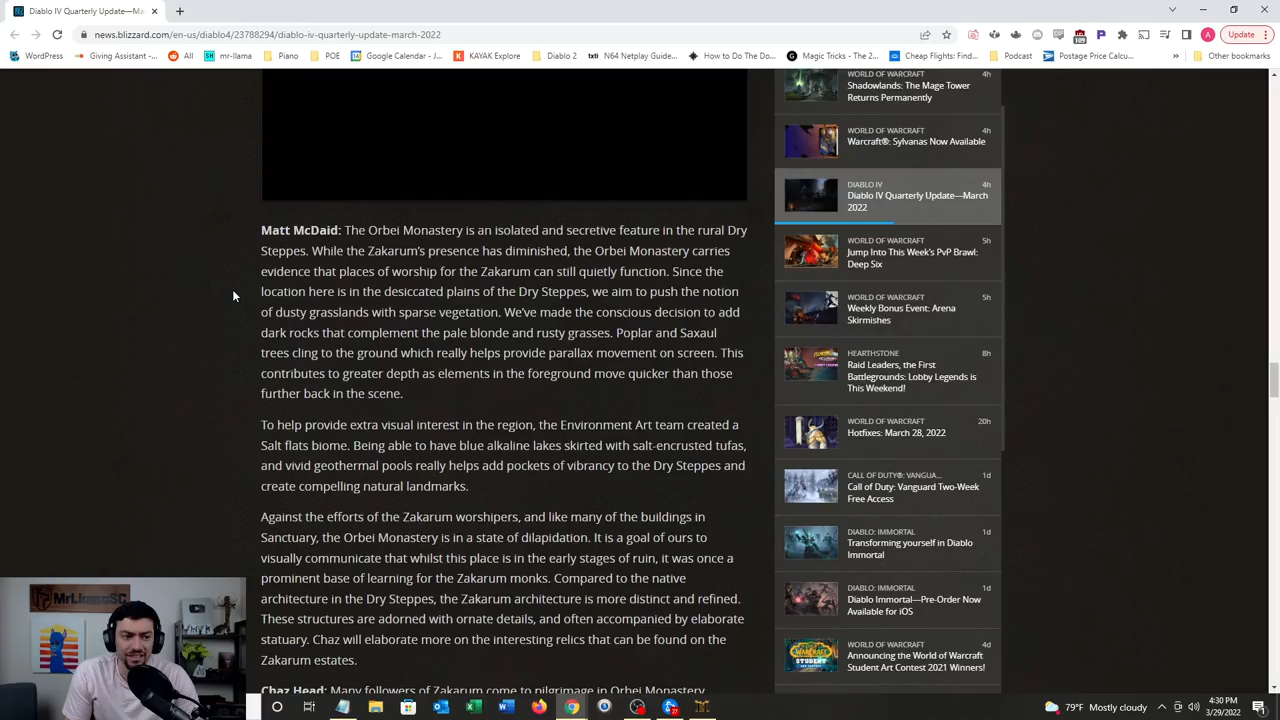 Diablo IV Quarterly Update—Ma
news.blizzard.com/en-us/diablo4/23788294/diablo-iv-quarterly-update-march-2022
Update
WordPress
Giving Assistant -...
All
mr-llama
Piano
POE
Google Calendar - J...
KAYAK Explore
Diablo 2
txti
N64 Netplay Guide...
How to Do The Do...
Magic Tricks - The 2...
Cheap Flights: Find...
Podcast
Postage Price Calcu...
Other bookmarks
Matt McDaid: The Orbei Monastery is an isolated and secretive feature in the rural Dry
Steppes. While the Zakarum's presence has diminished, the Orbei Monastery carries
evidence that places of worship for the Zakarum can still quietly function. Since the
location here is in the desiccated plains of the Dry Steppes, we aim to push the notion
of dusty grasslands with sparse vegetation. We've made the conscious decision to add
dark rocks that complement the pale blonde and rusty grasses. Poplar and Saxaul
trees cling to the ground which really helps provide parallax movement on screen. This
contributes to greater depth as elements in the foreground move quicker than those
further back in the scene.
To help provide extra visual interest in the region, the Environment Art team created a
Salt flats biome. Being able to have blue alkaline lakes skirted with salt-encrusted tufas,
and vivid geothermal pools really helps add pockets of vibrancy to the Dry Steppes and
create compelling natural landmarks.
Against the efforts of the Zakarum worshipers, and like many of the buildings in
Sanctuary, the Orbei Monastery is in a state of dilapidation. It is a goal of ours to
visually communicate that whilst this place is in the early stages of ruin, it was once a
prominent base of learning for the Zakarum monks. Compared to the native
architecture in the Dry Steppes, the Zakarum architecture is more distinct and refined.
These structures are adorned with ornate details, and often accompanied by elaborate
statuary. Chaz will elaborate more on the interesting relics that can be found on the
Zakarum estates.
Chaz Head: Many followers of Zakarum come to pilgrimage in Orbei Monastery
WORLD OF WARCRAFT 4h
Shadowlands: The Mage Tower
Returns Permanently
WORLD OF WARCRAFT 4h
Warcraft®: Sylvanas Now Available
DIABLO IV 4h
Diablo IV Quarterly Update—March
2022
WORLD OF WARCRAFT 5h
Jump Into This Week's PvP Brawl:
Deep Six
WORLD OF WARCRAFT 5h
Weekly Bonus Event: Arena
Skirmishes
HEARTHSTONE 8h
Raid Leaders, the First
Battlegrounds: Lobby Legends is
This Weekend!
WORLD OF WARCRAFT 20h
Hotfixes: March 28, 2022
CALL OF DUTY®: VANGUA... 1d
Call of Duty: Vanguard Two-Week
Free Access
DIABLO: IMMORTAL 1d
Transforming yourself in Diablo
Immortal
DIABLO: IMMORTAL 1d
Diablo Immortal—Pre-Order Now
Available for iOS
WORLD OF WARCRAFT 4d
Announcing the World of Warcraft
Student Art Contest 2021 Winners!
MrLlamaSC
79°F Mostly cloudy
4:30 PM
3/29/2022